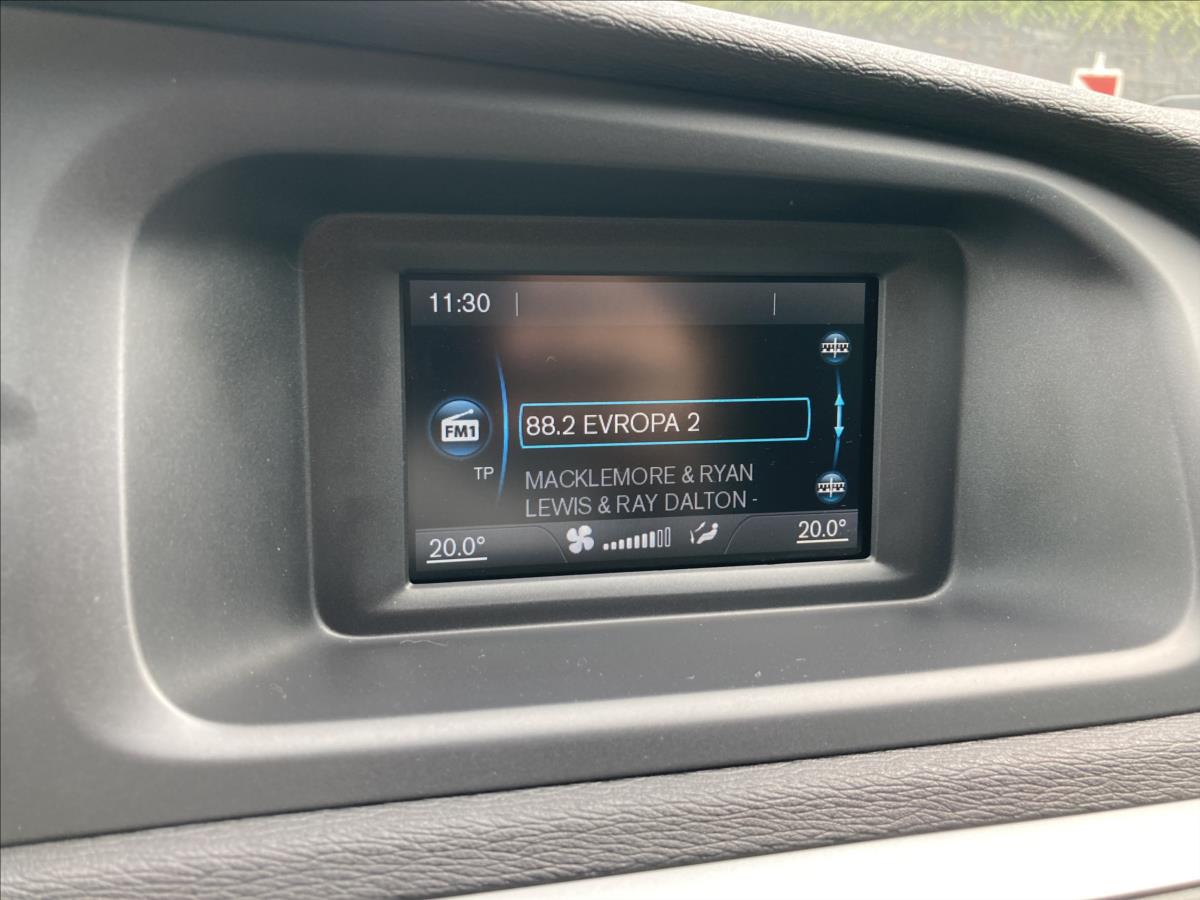 11:30
FM1
88.2 EVROPA 2
TP
MACKLEMORE & RYAN
LEWIS & RAY DALTON -
20.0°
20.0°